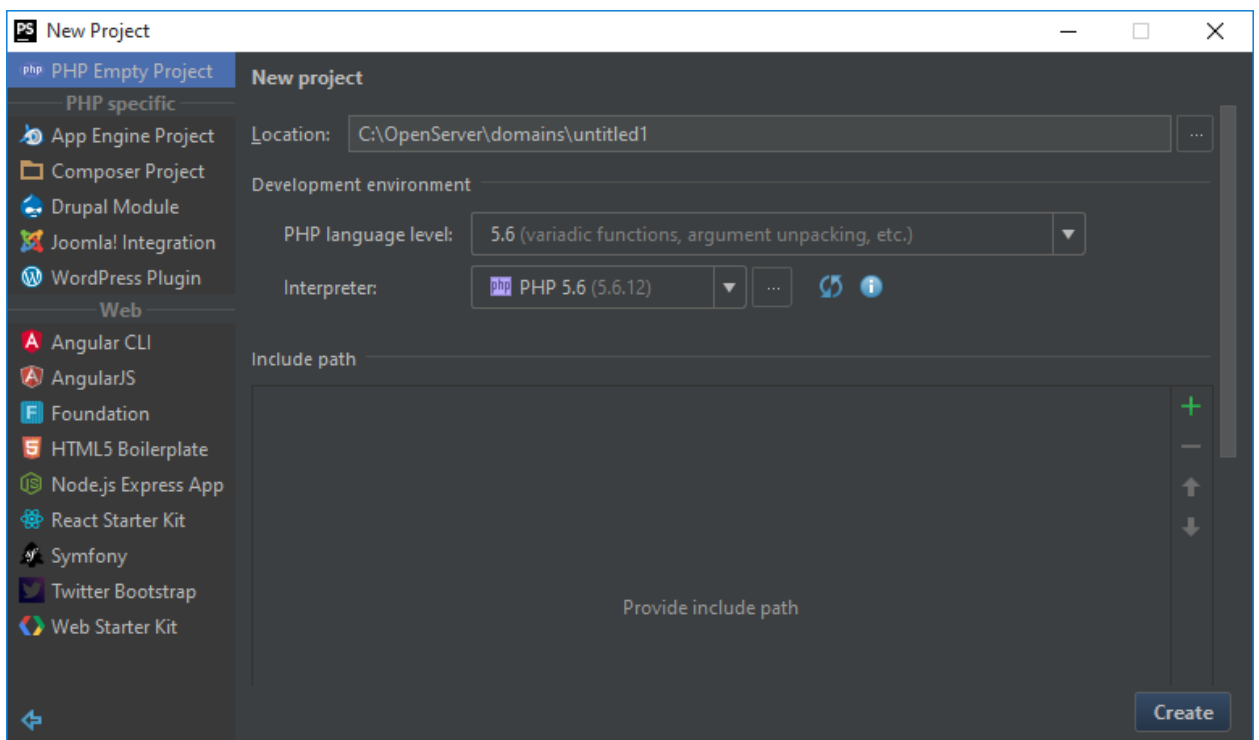 PS New Project
php PHP Empty Project
PHP specific
App Engine Project
Composer Project
Drupal Module
Joomla! Integration
WordPress Plugin
Web
Angular CLI
AngularJS
Foundation
HTML5 Boilerplate
Node.js Express App
React Starter Kit
Symfony
Twitter Bootstrap
Web Starter Kit
New project
Location: C:\OpenServer\domains\untitled1 ...
Development environment
PHP language level: 5.6 (variadic functions, argument unpacking, etc.)
Interpreter: php PHP 5.6 (5.6.12) ...
Include path
Provide include path
Create